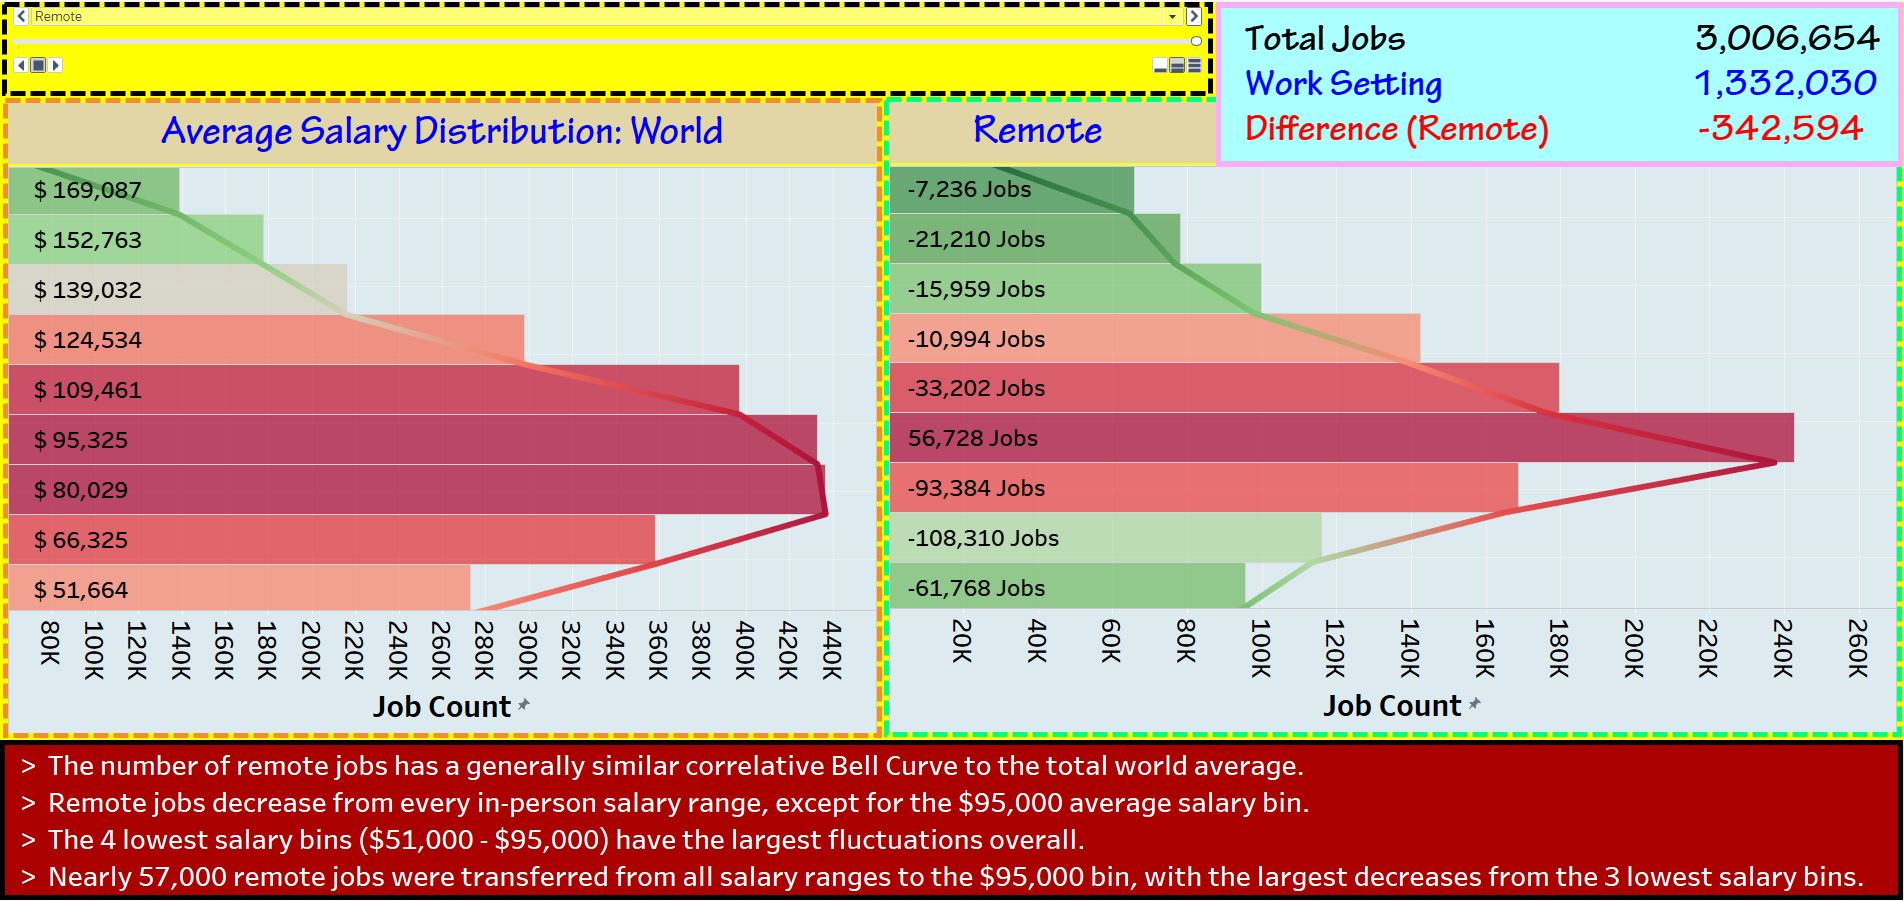 Remote
Total Jobs 3,006,654
Work Setting 1,332,030
Difference (Remote) -342,594
Average Salary Distribution: World
$ 169,087
$ 152,763
$ 139,032
$ 124,534
$ 109,461
$ 95,325
$ 80,029
$ 66,325
$ 51,664
80K 100K 120K 140K 160K 180K 200K 220K 240K 260K 280K 300K 320K 340K 360K 380K 400K 420K 440K
Job Count
Remote
-7,236 Jobs
-21,210 Jobs
-15,959 Jobs
-10,994 Jobs
-33,202 Jobs
56,728 Jobs
-93,384 Jobs
-108,310 Jobs
-61,768 Jobs
20K 40K 60K 80K 100K 120K 140K 160K 180K 200K 220K 240K 260K
Job Count
> The number of remote jobs has a generally similar correlative Bell Curve to the total world average.
> Remote jobs decrease from every in-person salary range, except for the $95,000 average salary bin.
> The 4 lowest salary bins ($51,000 - $95,000) have the largest fluctuations overall.
> Nearly 57,000 remote jobs were transferred from all salary ranges to the $95,000 bin, with the largest decreases from the 3 lowest salary bins.